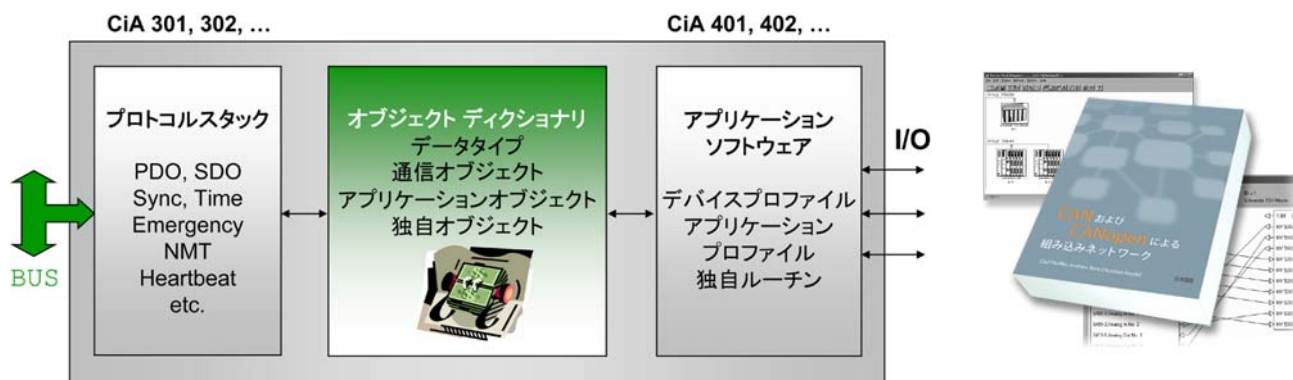 CiA 301, 302, …
CiA 401, 402, …
プロトコルスタック
PDO, SDO
Sync, Time
Emergency
NMT
Heartbeat
etc.
BUS
オブジェクト ディクショナリ
データタイプ
通信オブジェクト
アプリケーションオブジェクト
独自オブジェクト
アプリケーション
ソフトウェア
デバイスプロファイル
アプリケーション
プロファイル
独自ルーチン
I/O
CANおよび
CANopenによる
組み込みネットワーク